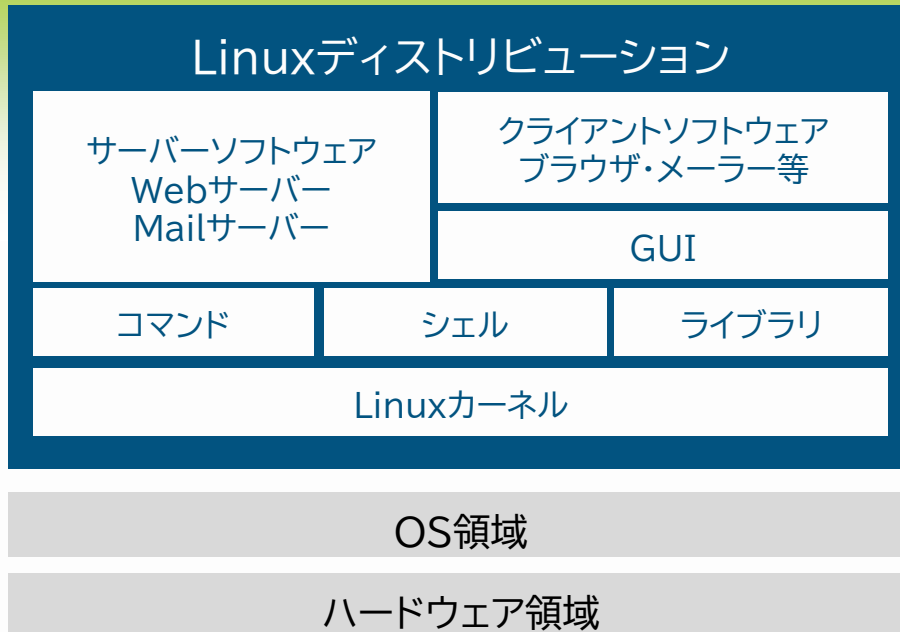 Linuxディストリビューション
サーバーソフトウェア
Webサーバー
Mailサーバー
クライアントソフトウェア
ブラウザ・メーラー等
GUI
コマンド
シェル
ライブラリ
Linuxカーネル
OS領域
ハードウェア領域